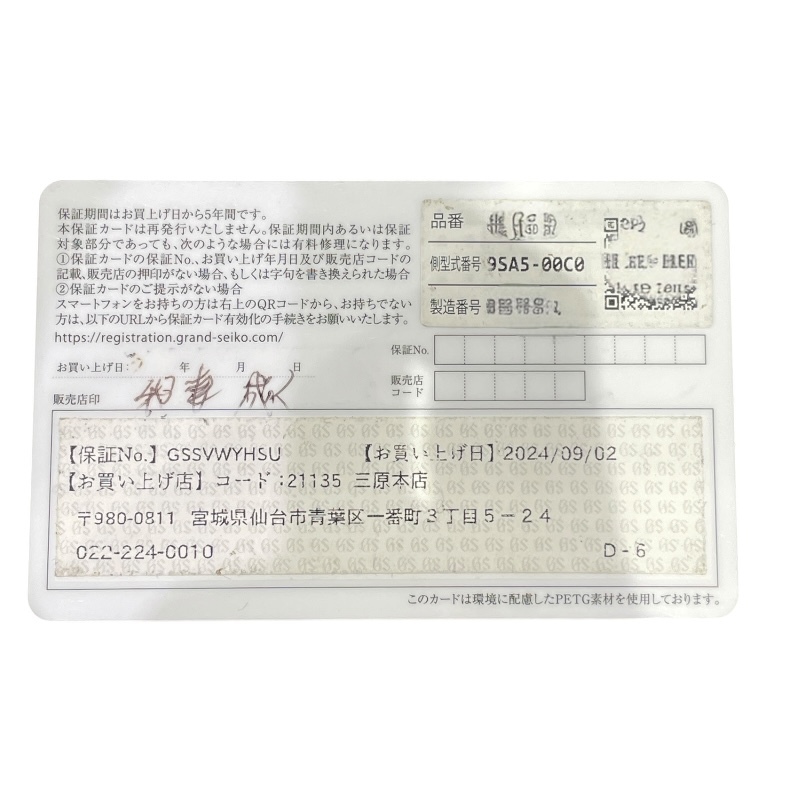 保証期間はお買上げ日から5年間です。
本保証カードは再発行いたしません。保証期間内あるいは保証
対象部分であっても、次のような場合には有料修理になります。
①保証カードの保証No.、お買い上げ年月日及び販売店コードの
記載、販売店の押印がない場合、もしくは字句を書き換えられた場合
②保証カードのご提示がない場合
スマートフォンをお持ちの方は右上のQRコードから、お持ちでない
方は、以下のURLから保証カード有効化の手続きをお願いいたします。
https://registration.grand-seiko.com/
品番
側型式番号 9SA5-00C0
製造番号
保証No.
お買い上げ日: 年 月 日
販売店
コード
販売店印
【保証No.】GSSVWYHSU 【お買い上げ日】2024/09/02
【お買い上げ店】コード:21135 三原本店
〒980-0811 宮城県仙台市青葉区一番町3丁目5-24
022-224-0010 D-6
このカードは環境に配慮したPETG素材を使用しております。